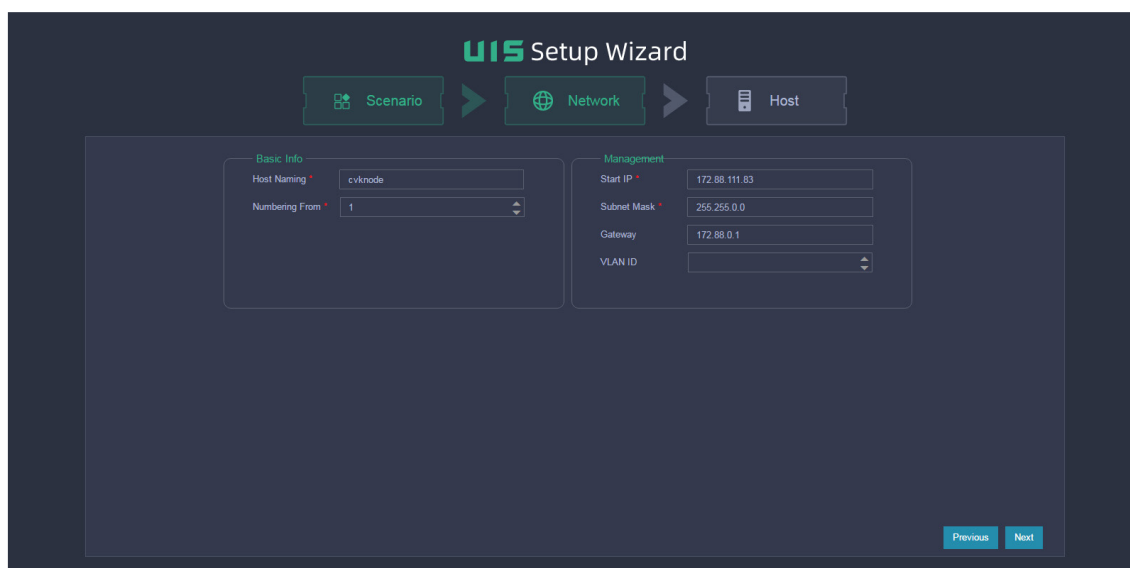 UIS Setup Wizard
Scenario
Network
Host
Basic Info
Host Naming * cvknode
Numbering From * 1
Management
Start IP * 172.88.111.83
Subnet Mask * 255.255.0.0
Gateway 172.88.0.1
VLAN ID
Previous Next